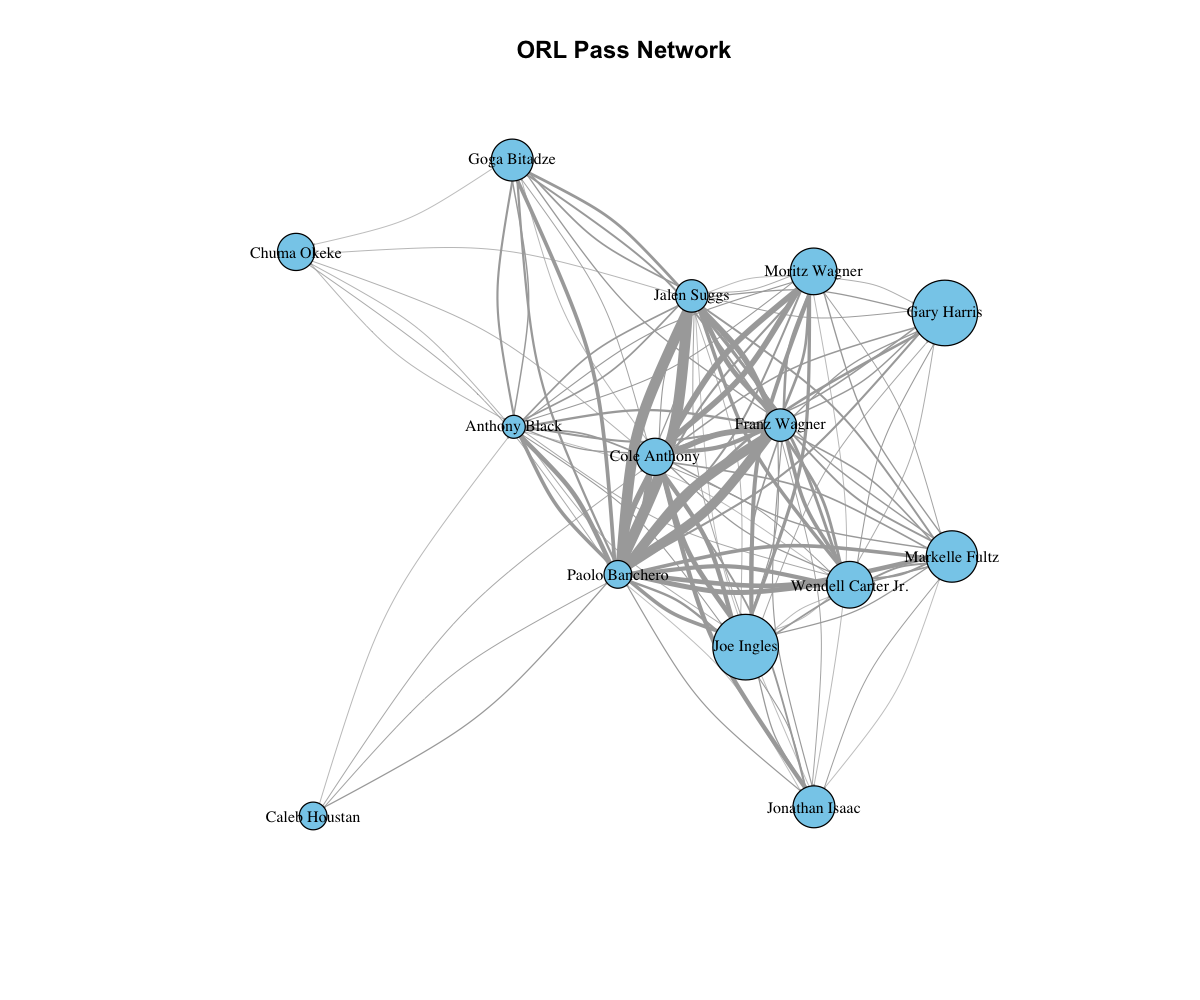 ORL Pass Network
Goga Bitadze
Chuma Okeke
Moritz Wagner
Jalen Suggs
Gary Harris
Anthony Black
Franz Wagner
Cole Anthony
Markelle Fultz
Paolo Banchero
Wendell Carter Jr.
Joe Ingles
Jonathan Isaac
Caleb Houstan